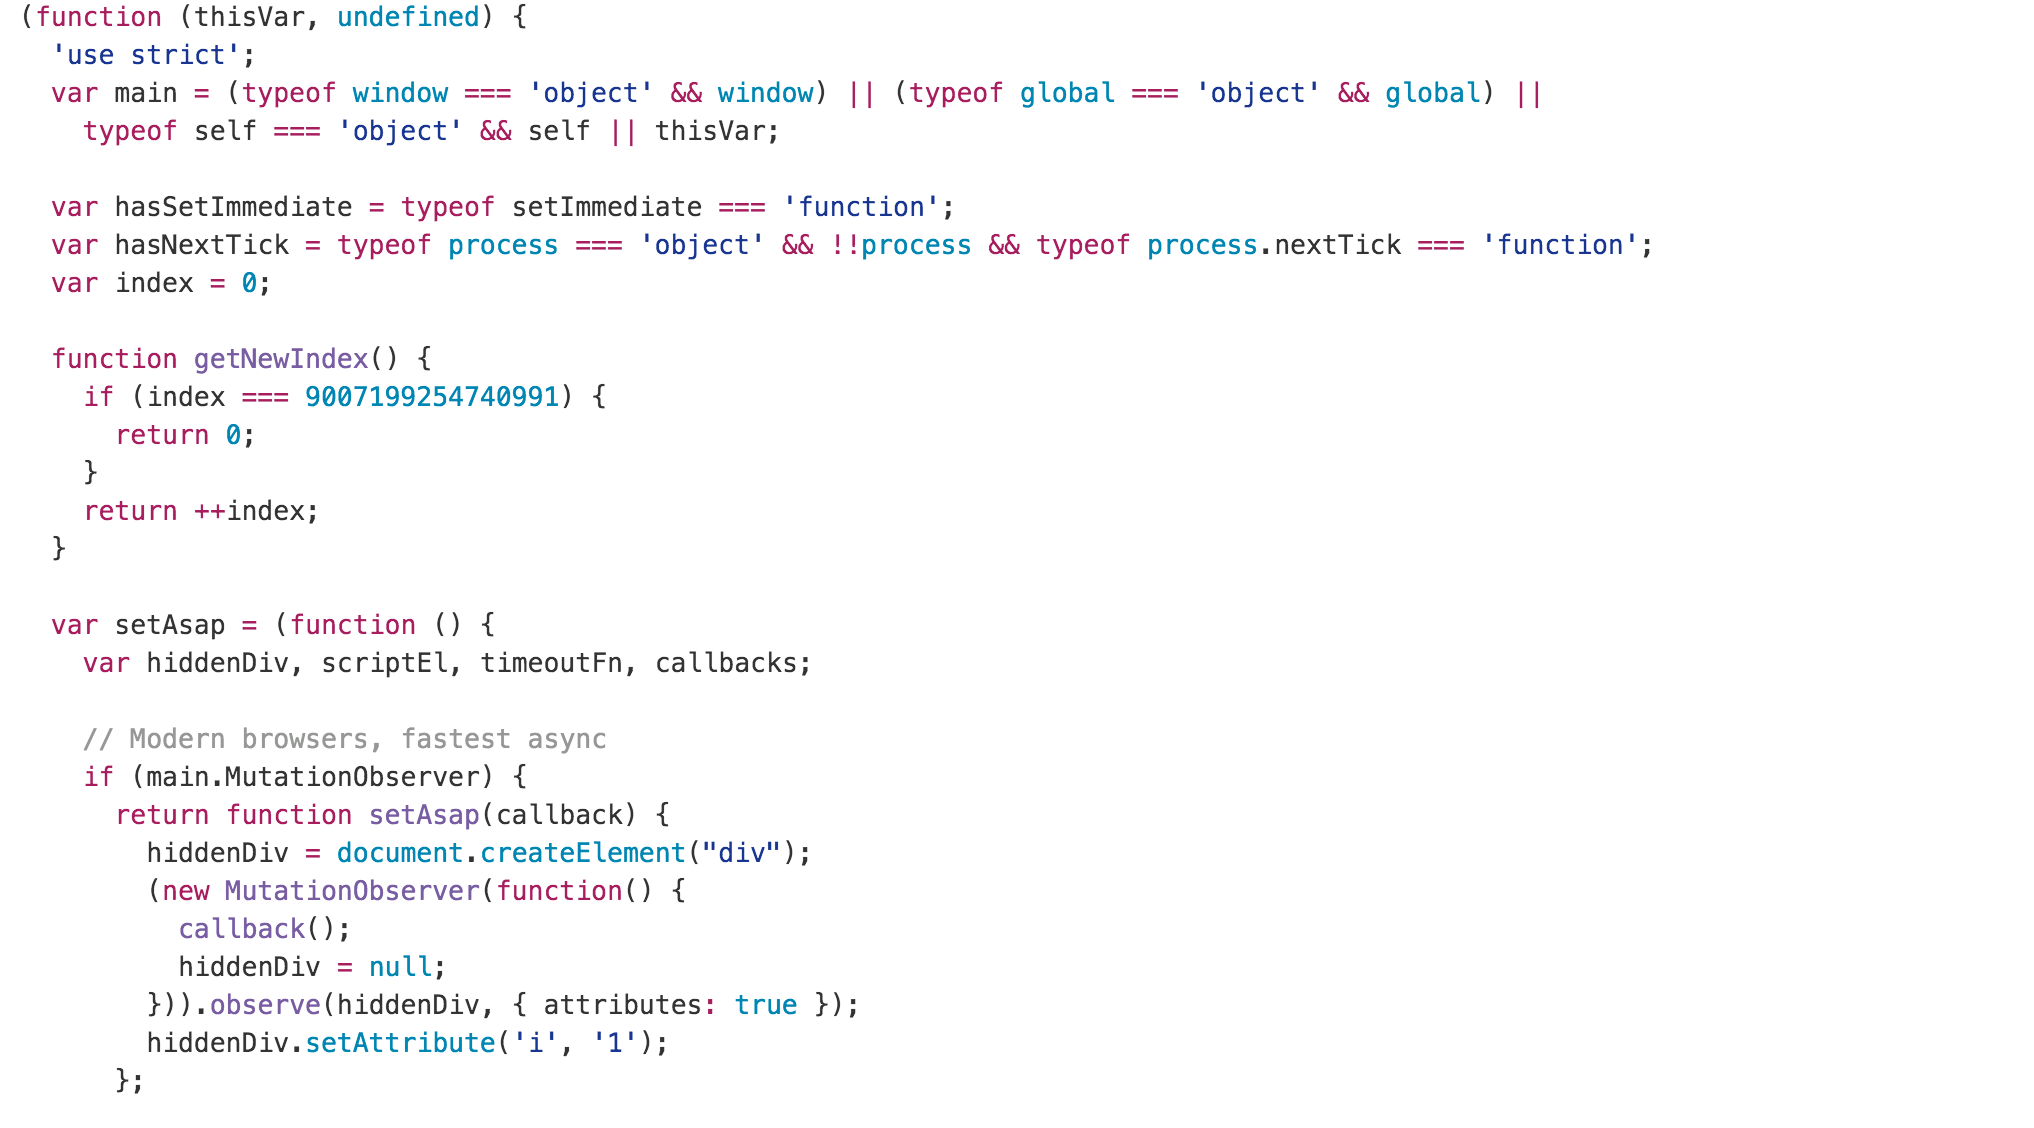 (function (thisVar, undefined) {
  'use strict';
  var main = (typeof window === 'object' && window) || (typeof global === 'object' && global) ||
    typeof self === 'object' && self || thisVar;

  var hasSetImmediate = typeof setImmediate === 'function';
  var hasNextTick = typeof process === 'object' && !!process && typeof process.nextTick === 'function';
  var index = 0;

  function getNewIndex() {
    if (index === 9007199254740991) {
      return 0;
    }
    return ++index;
  }

  var setAsap = (function () {
    var hiddenDiv, scriptEl, timeoutFn, callbacks;

    // Modern browsers, fastest async
    if (main.MutationObserver) {
      return function setAsap(callback) {
        hiddenDiv = document.createElement("div");
        (new MutationObserver(function() {
          callback();
          hiddenDiv = null;
        })).observe(hiddenDiv, { attributes: true });
        hiddenDiv.setAttribute('i', '1');
      };